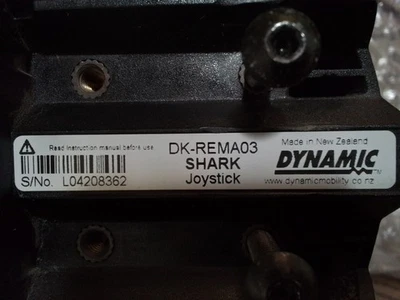 Read instruction manual before use
S/No. L04208362
DK-REMA03
SHARK
Joystick
Made in New Zealand
DYNAMIC™
www.dynamicmobility.co.nz